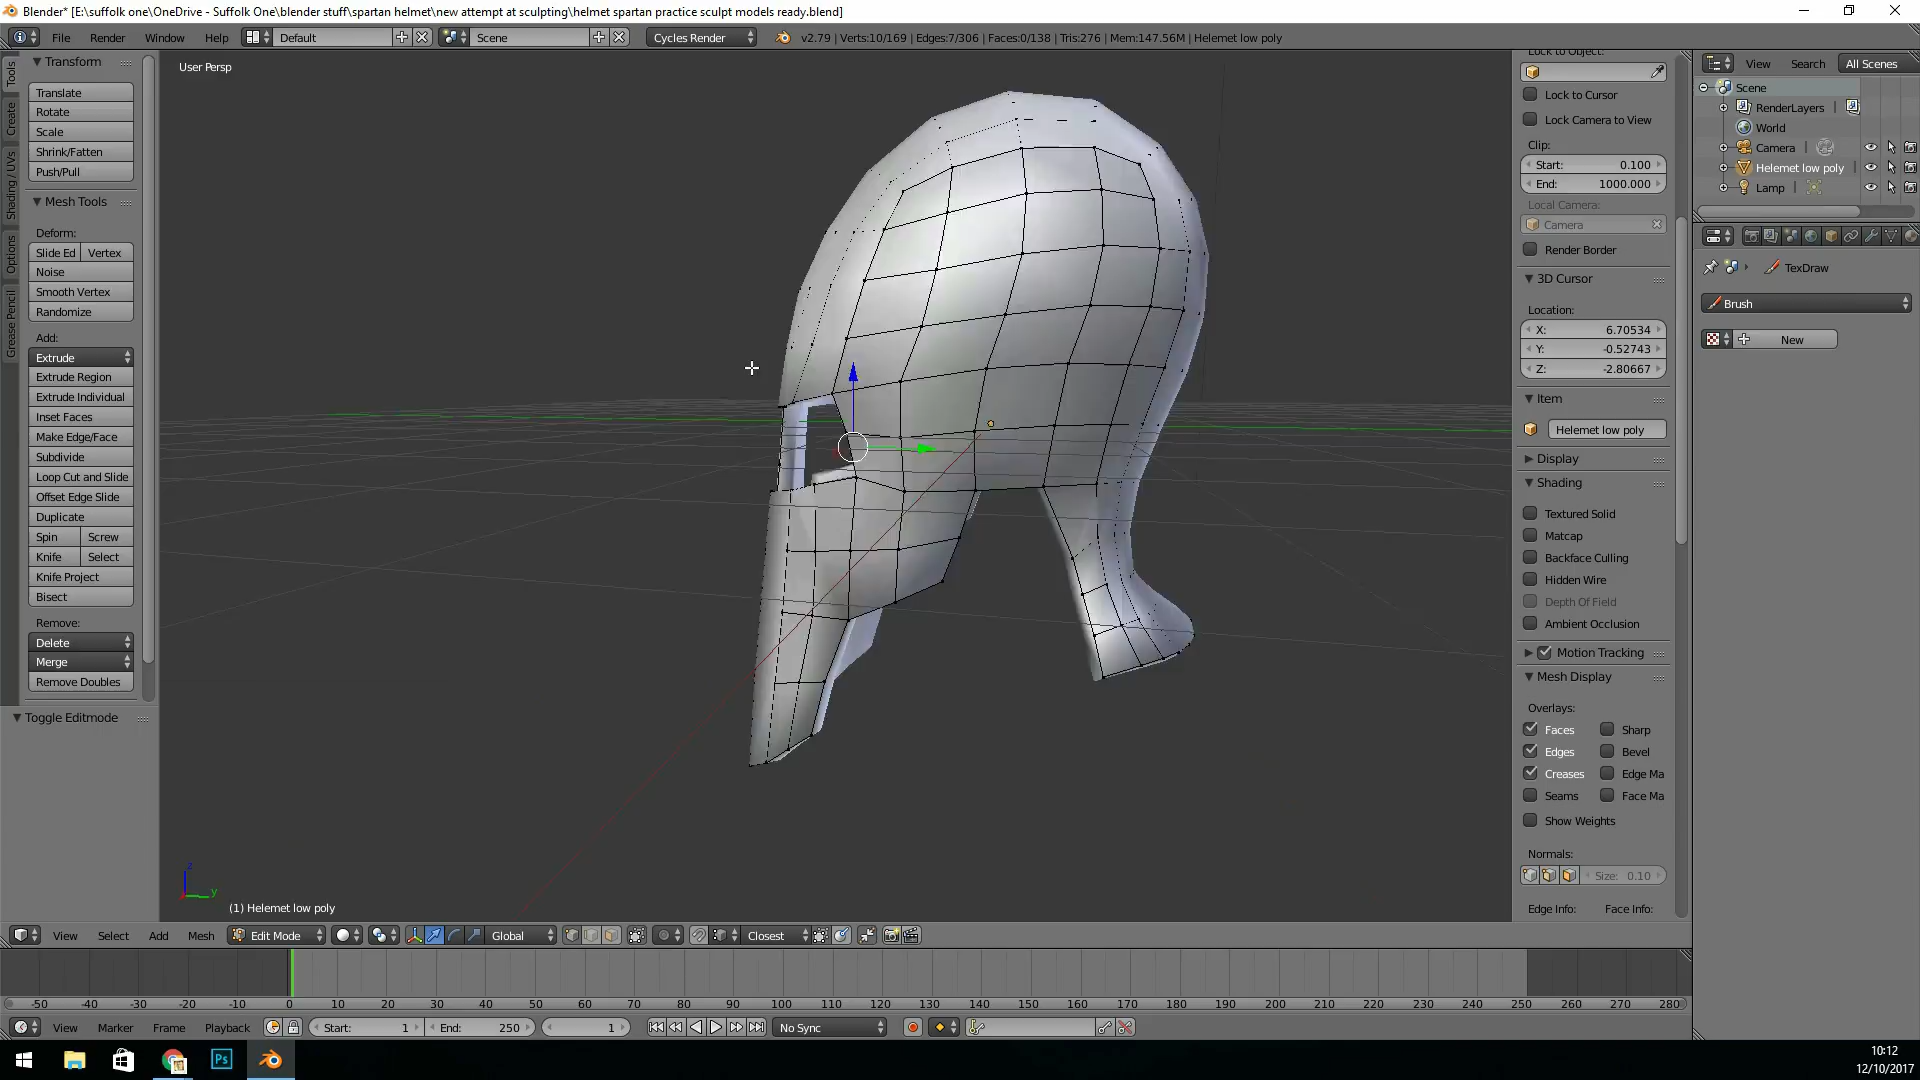 Blender* [E:\suffolk one\OneDrive - Suffolk One\blender stuff\spartan helmet\new attempt at sculpting\helmet spartan practice sculpt models ready.blend]
File Render Window Help Default Scene Cycles Render v2.79 | Verts:10/169 | Edges:7/306 | Faces:0/138 | Tris:276 | Mem:147.56M | Helemet low poly
Tools
Create
Shading / UVs
Options
Grease Pencil
Transform
Translate
Rotate
Scale
Shrink/Fatten
Push/Pull
Mesh Tools
Deform:
Slide Ed Vertex
Noise
Smooth Vertex
Randomize
Add:
Extrude
Extrude Region
Extrude Individual
Inset Faces
Make Edge/Face
Subdivide
Loop Cut and Slide
Offset Edge Slide
Duplicate
Spin Screw
Knife Select
Knife Project
Bisect
Remove:
Delete
Merge
Remove Doubles
Toggle Editmode
User Persp
z
y
(1) Helemet low poly
Lock to Object:
Lock to Cursor
Lock Camera to View
Clip:
Start: 0.100
End: 1000.000
Local Camera:
Camera
Render Border
3D Cursor
Location:
X: 6.70534
Y: -0.52743
Z: -2.80667
Item
Helemet low poly
Display
Shading
Textured Solid
Matcap
Backface Culling
Hidden Wire
Depth Of Field
Ambient Occlusion
Motion Tracking
Mesh Display
Overlays:
Faces Sharp
Edges Bevel
Creases Edge Ma
Seams Face Ma
Show Weights
Normals:
Size: 0.10
Edge Info: Face Info:
View Search All Scenes
Scene
RenderLayers
World
Camera
Helemet low poly
Lamp
TexDraw
Brush
New
View Select Add Mesh Edit Mode Global Closest
-50 -40 -30 -20 -10 0 10 20 30 40 50 60 70 80 90 100 110 120 130 140 150 160 170 180 190 200 210 220 230 240 250 260 270 280
View Marker Frame Playback Start: 1 End: 250 1 No Sync
Ps
10:12
12/10/2017